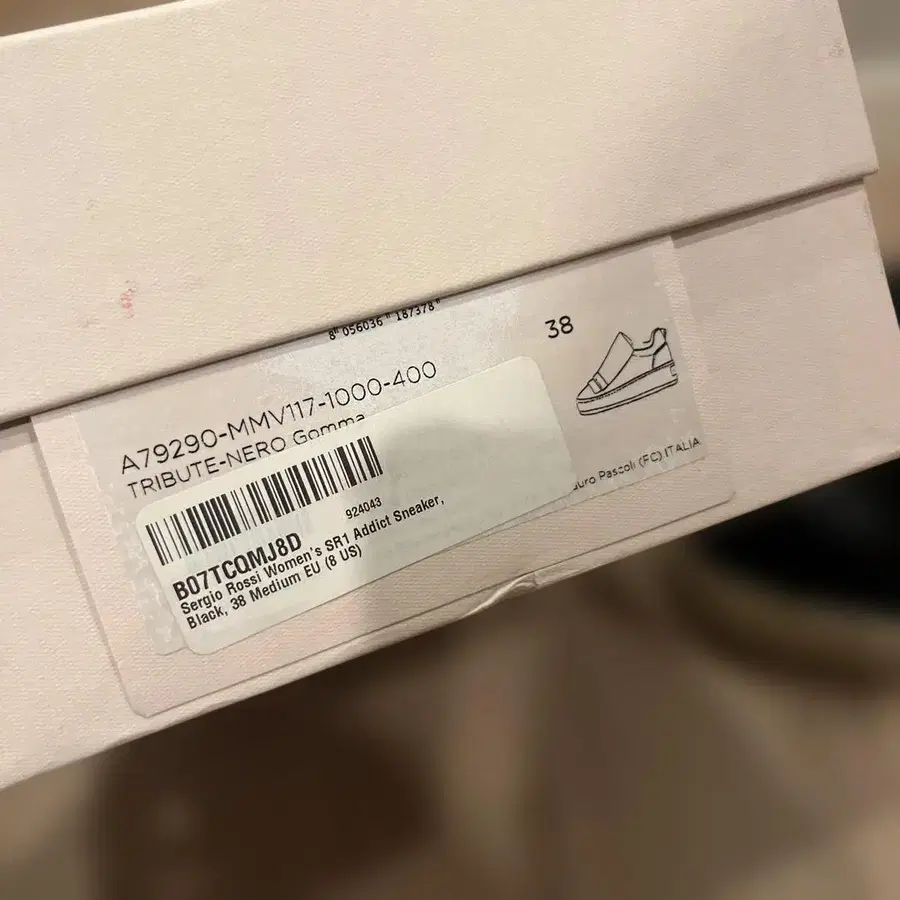 8" 056036 " 187378"
38
A79290-MMV117-1000-400
TRIBUTE-NERO Gomma
924043
B07TCQMJ8D
Sergio Rossi Women's SR1 Addict Sneaker,
Black, 38 Medium EU (8 US)
Pascoli (FC) ITALIA